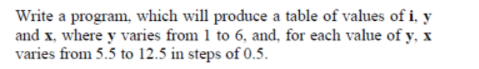 Write a program, which will produce a table of values of i, y
and x, where y varies from 1 to 6, and, for each value of y, x
varies from 5.5 to 12.5 in steps of 0.5.